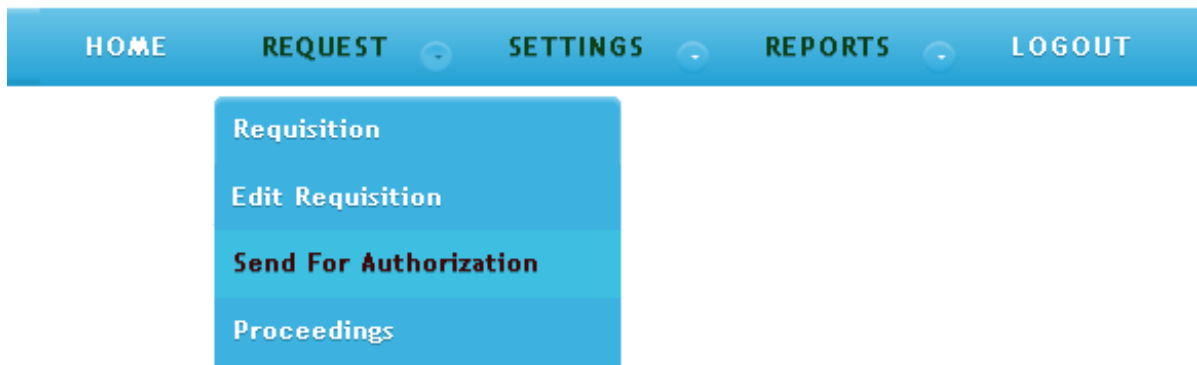 HOME REQUEST SETTINGS REPORTS LOGOUT
Requisition
Edit Requisition
Send For Authorization
Proceedings